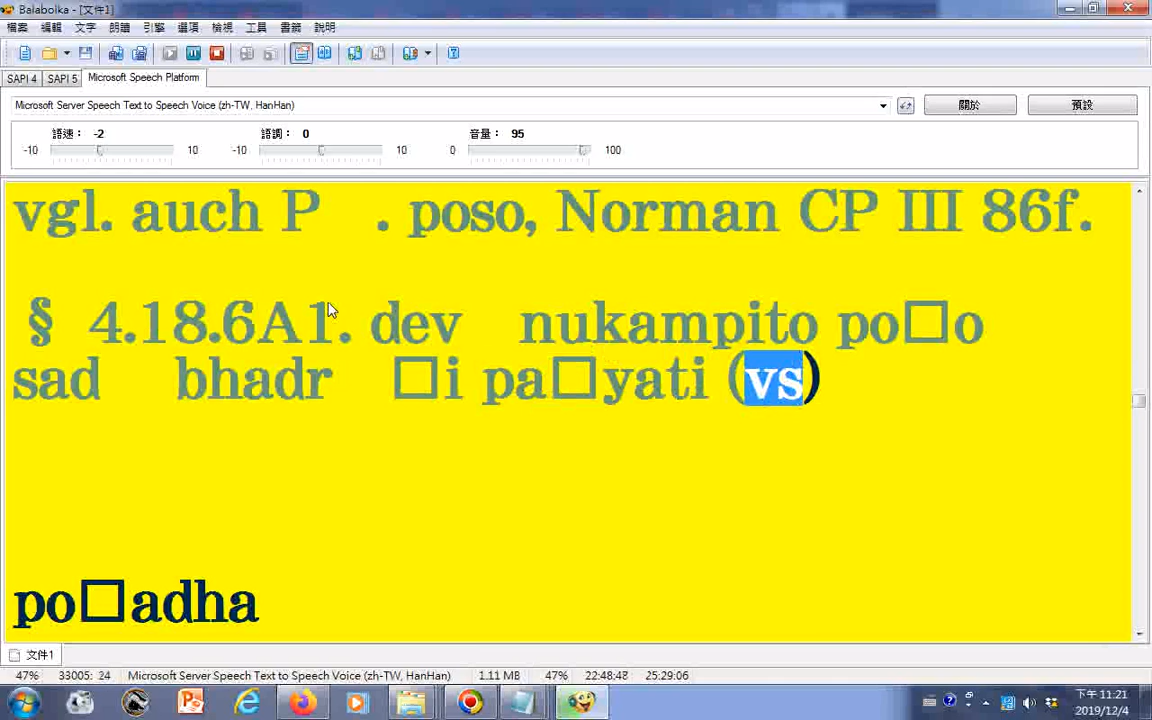 Balabolka - [文件1]
檔案 編輯 文字 朗讀 引擎 選項 檢視 工具 書籤 說明
SAPI 4 SAPI 5 Microsoft Speech Platform
Microsoft Server Speech Text to Speech Voice (zh-TW, HanHan) 關於 預設
語速： -2 語調： 0 音量： 95
-10 10 -10 10 0 100
vgl. auch P . poso, Norman CP III 86f.
§ 4.18.6A1. dev nukampito po□o
sad bhadr □i pa□yati (vs)
po□adha
文件1
47% 33005: 24 Microsoft Server Speech Text to Speech Voice (zh-TW, HanHan) 1.11 MB 47% 22:48:48 25:29:06
下午 11:21
2019/12/4